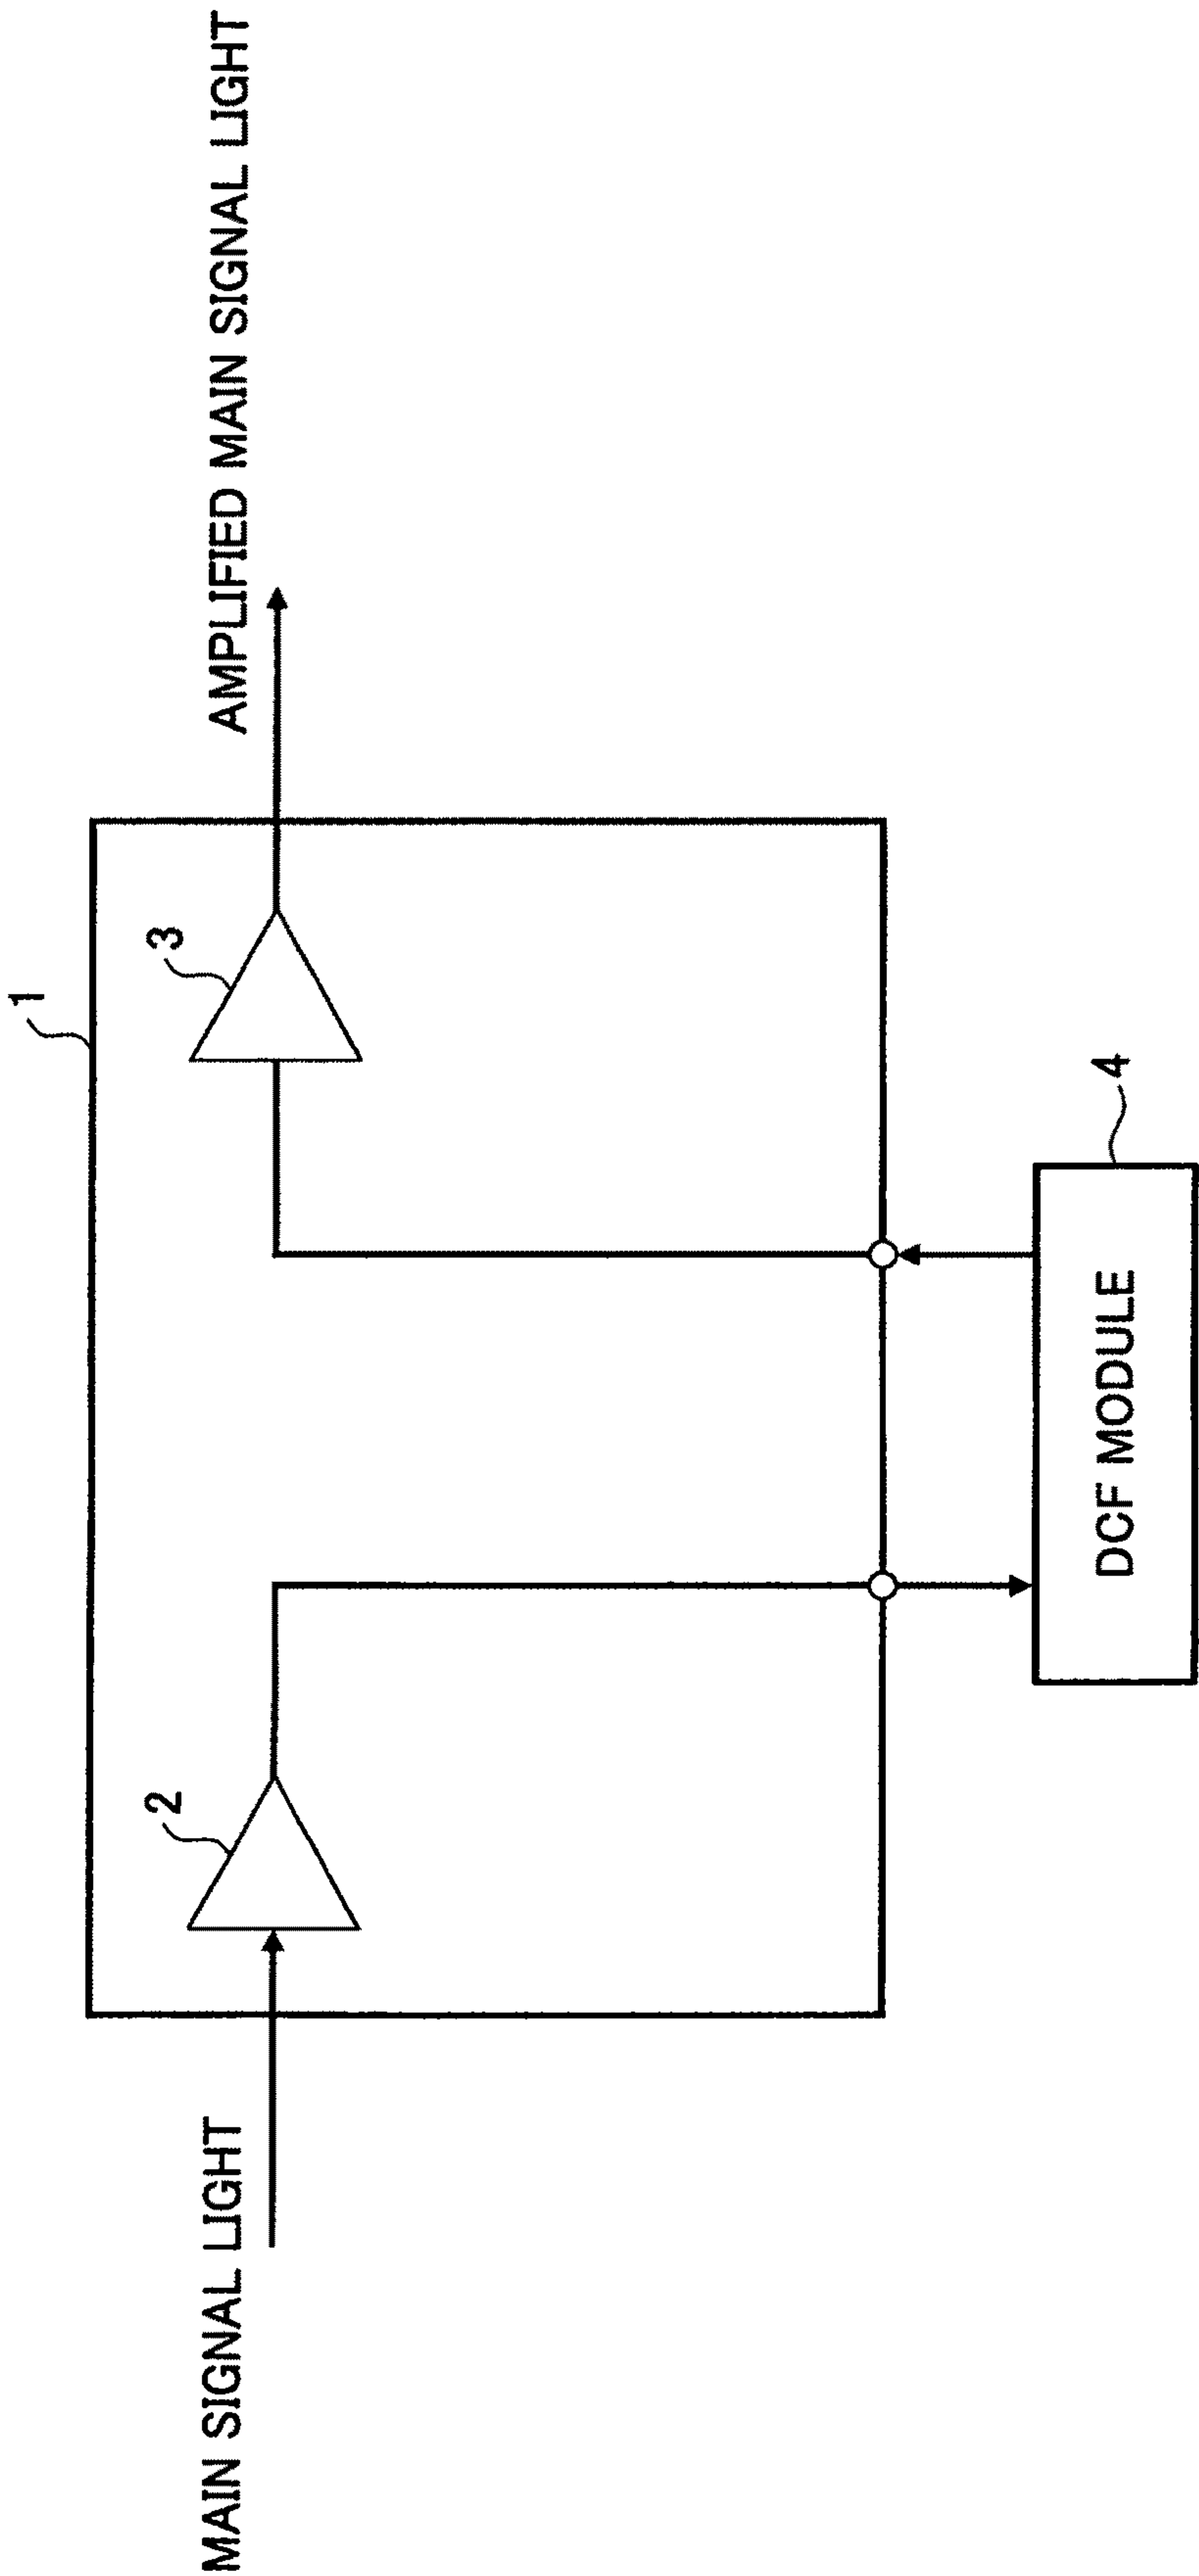 1
2
3
MAIN SIGNAL LIGHT
AMPLIFIED MAIN SIGNAL LIGHT
4
DCF MODULE